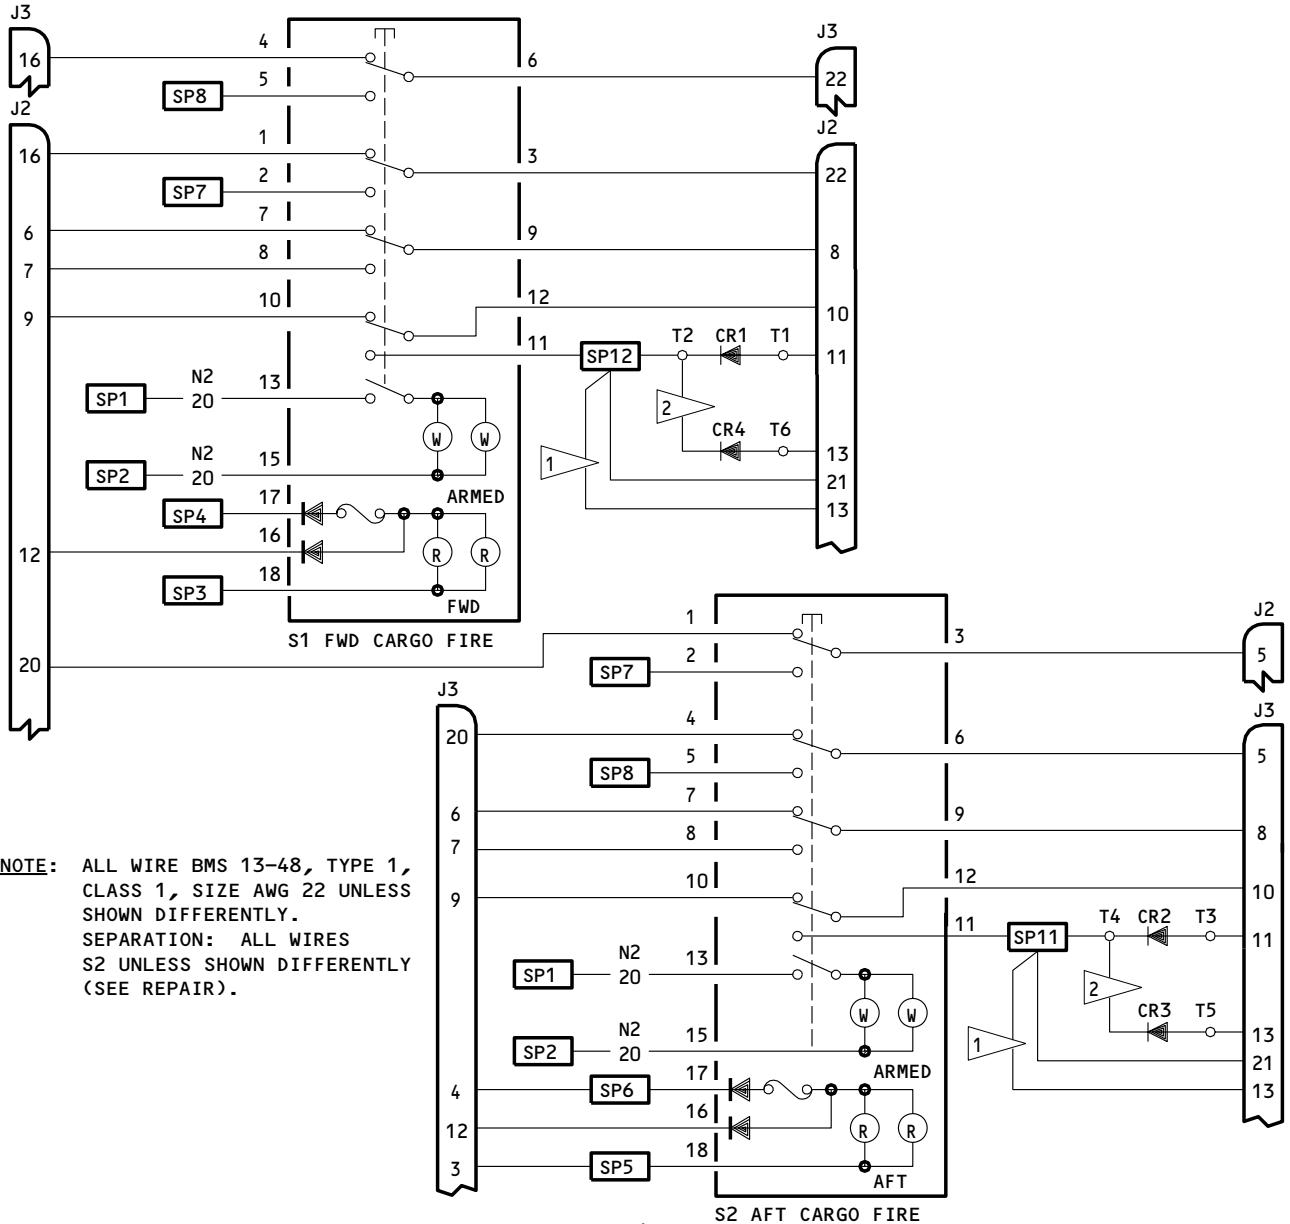 J3
16
4
6
J3
22
5
SP8
J2
16
1
3
J2
22
2
SP7
7
6
9
8
8
7
10
9
12
10
11
SP12
T2
CR1
T1
11
2
CR4
T6
13
1
21
13
N2
SP1
20
13
W
W
N2
SP2
20
15
ARMED
17
SP4
16
12
R
R
18
SP3
FWD
S1 FWD CARGO FIRE
20
1
3
J2
5
2
SP7
J3
20
4
6
J3
5
5
SP8
7
6
9
8
8
7
10
9
12
10
11
SP11
T4
CR2
T3
11
2
CR3
T5
13
1
21
13
N2
SP1
20
13
W
W
N2
SP2
20
15
ARMED
17
4
SP6
16
12
R
R
18
3
SP5
AFT
S2 AFT CARGO FIRE
NOTE: ALL WIRE BMS 13-48, TYPE 1,
CLASS 1, SIZE AWG 22 UNLESS
SHOWN DIFFERENTLY.
SEPARATION: ALL WIRES
S2 UNLESS SHOWN DIFFERENTLY
(SEE REPAIR).